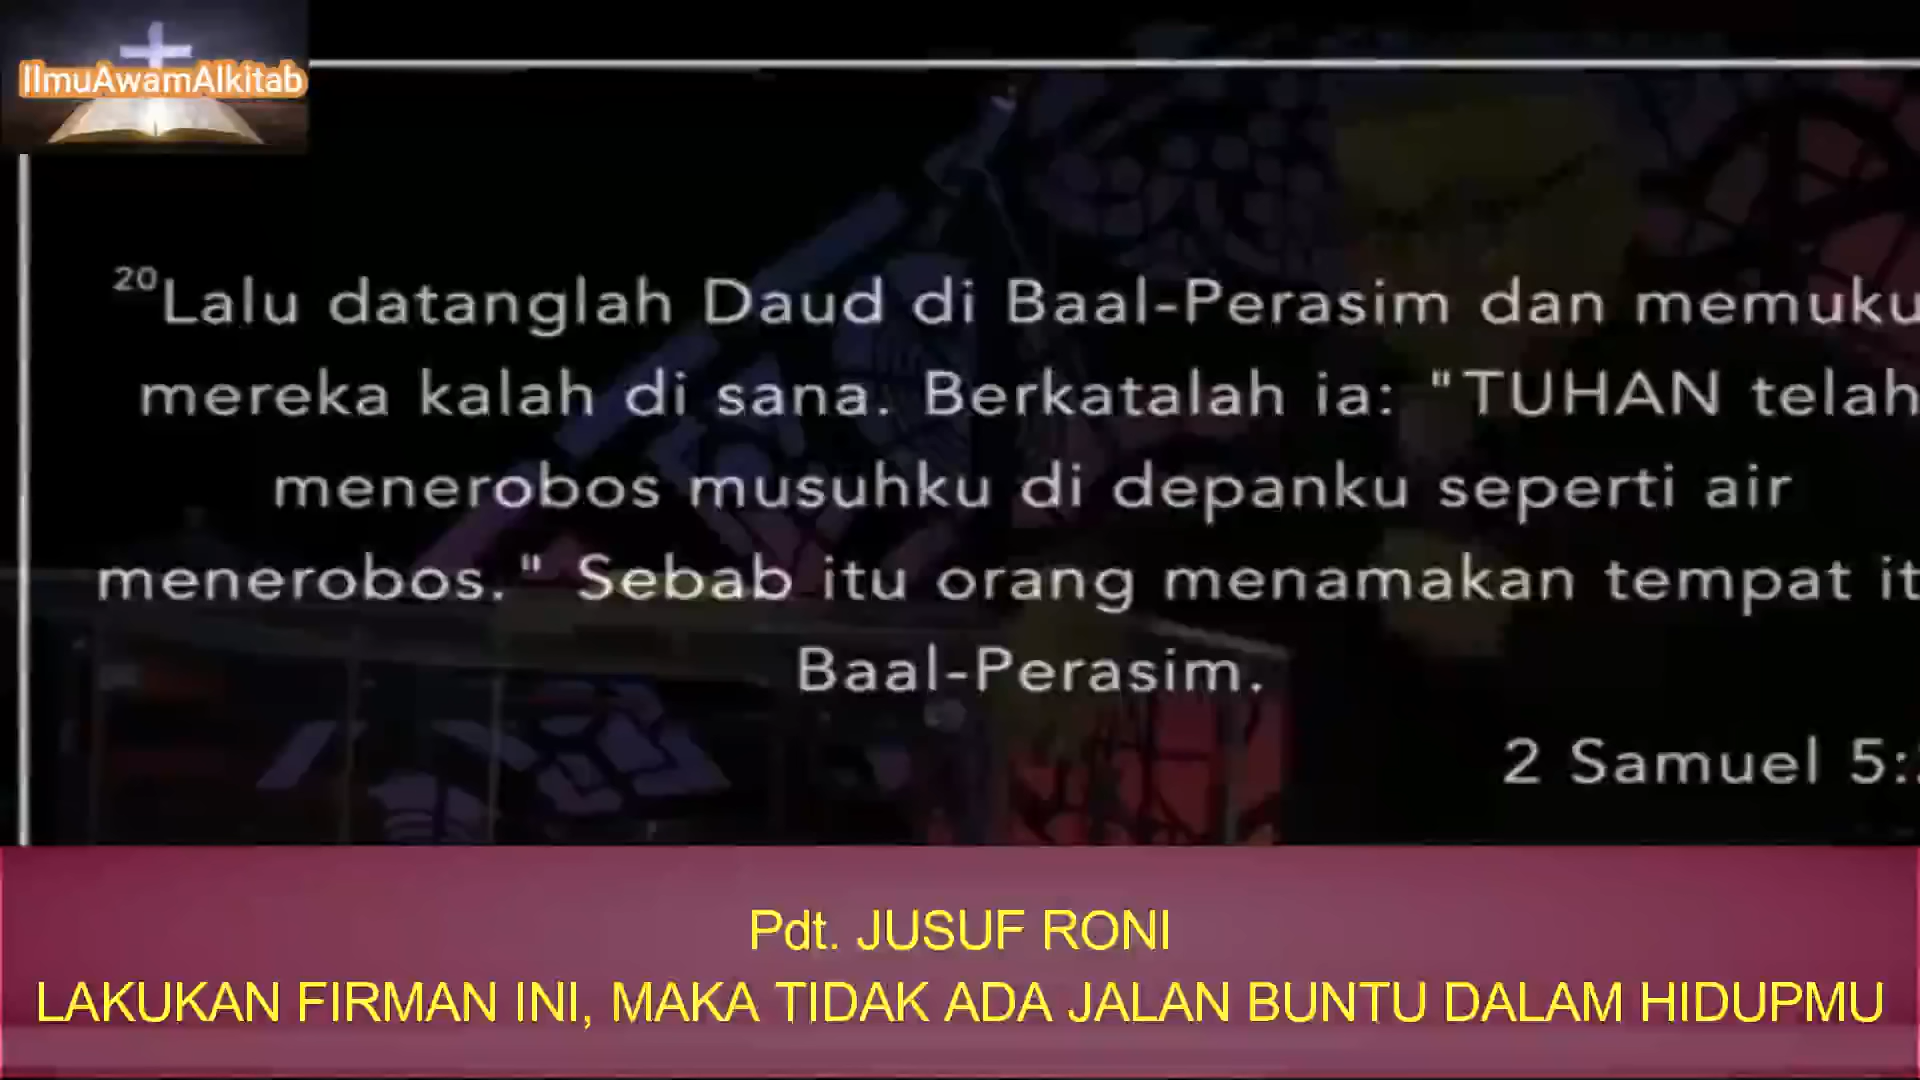 IlmuAwamAlkitab
20Lalu datanglah Daud di Baal-Perasim dan memuku
mereka kalah di sana. Berkatalah ia: "TUHAN telah
menerobos musuhku di depanku seperti air
menerobos." Sebab itu orang menamakan tempat it
Baal-Perasim.
2 Samuel 5:
Pdt. JUSUF RONI
LAKUKAN FIRMAN INI, MAKA TIDAK ADA JALAN BUNTU DALAM HIDUPMU